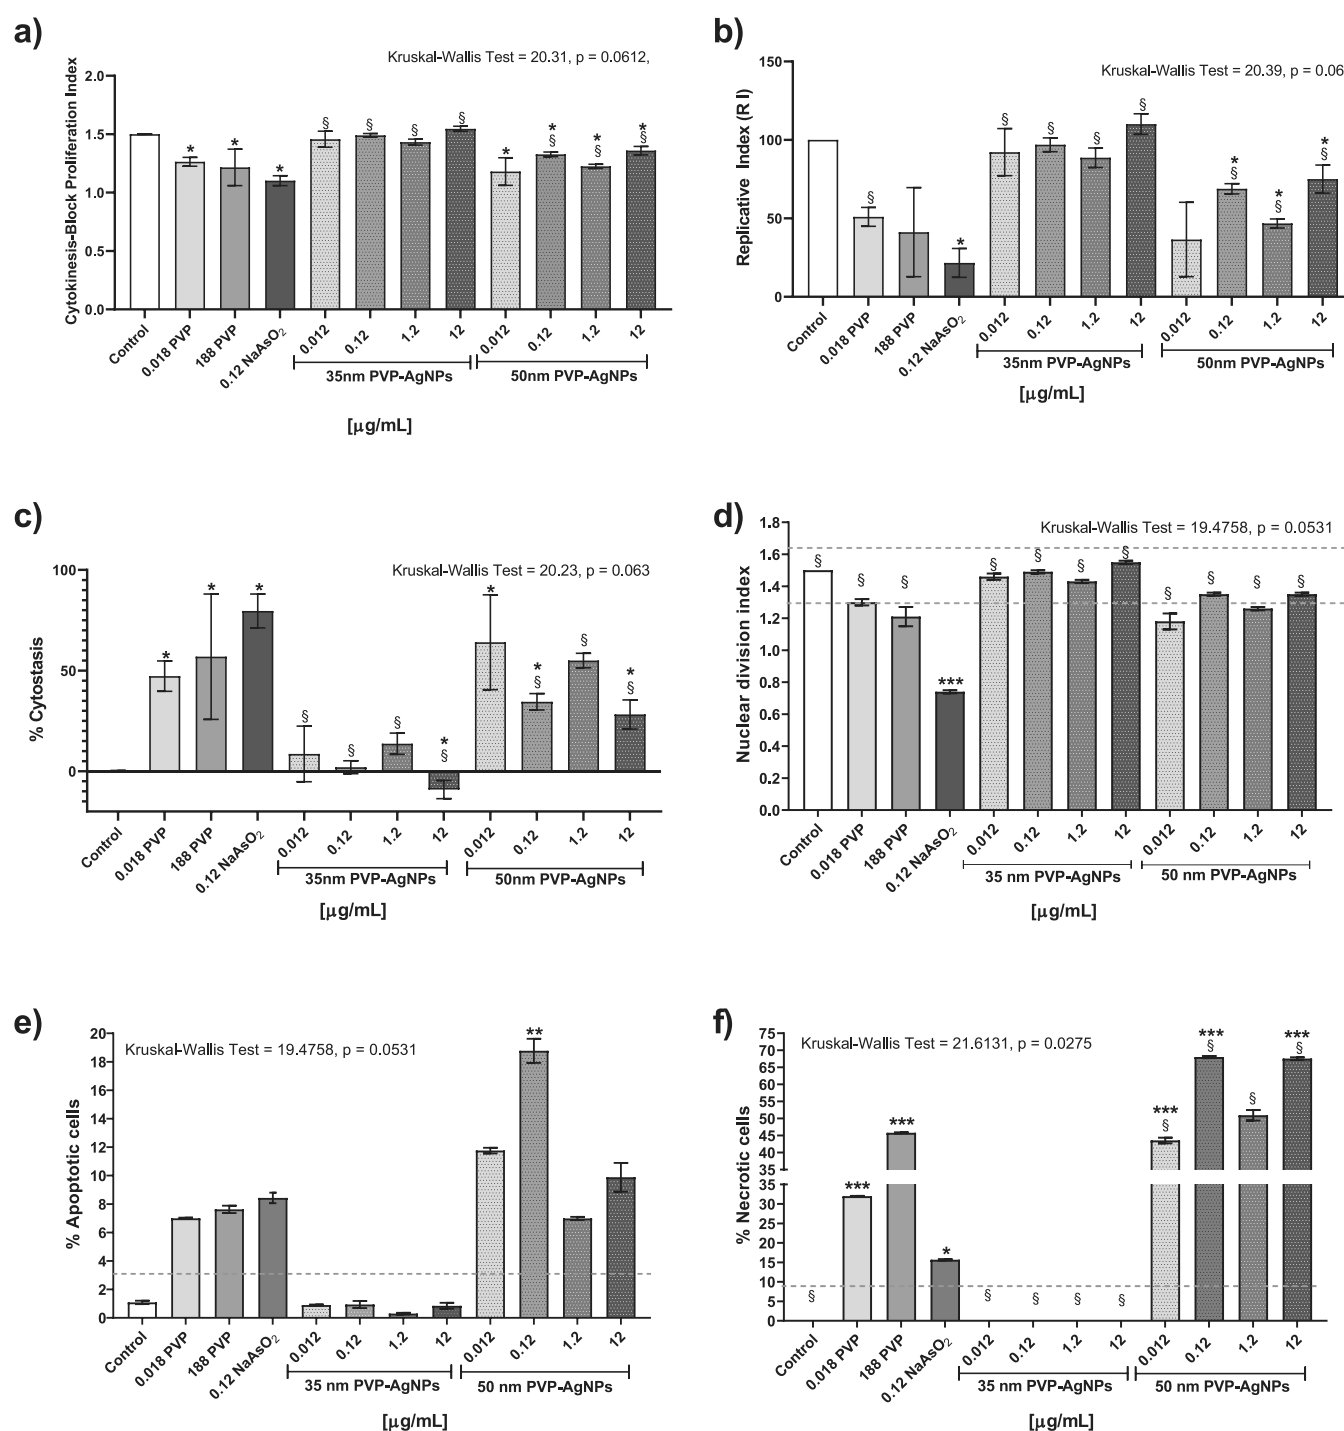 a)
Kruskal-Wallis Test = 20.31, p = 0.0612,
Cytokinesis-Block Proliferation Index
2.0
1.5
1.0
0.5
0.0
* * * § § § § * * § * § * §
Control
0.018 PVP
188 PVP
0.12 NaAsO2
0.012
0.12
1.2
12
0.012
0.12
1.2
12
35nm PVP-AgNPs
50nm PVP-AgNPs
[µg/mL]
b)
Kruskal-Wallis Test = 20.39, p = 0.06
Replicative Index (R I)
150
100
50
0
§ * § § § § * § * § * §
Control
0.018 PVP
188 PVP
0.12 NaAsO2
0.012
0.12
1.2
12
0.012
0.12
1.2
12
35nm PVP-AgNPs
50nm PVP-AgNPs
[µg/mL]
c)
Kruskal-Wallis Test = 20.23, p = 0.063
% Cytostasis
100
50
0
* * * § § § * § * * § § * §
Control
0.018 PVP
188 PVP
0.12 NaAsO2
0.012
0.12
1.2
12
0.012
0.12
1.2
12
35nm PVP-AgNPs
50nm PVP-AgNPs
[µg/mL]
d)
Kruskal-Wallis Test = 19.4758, p = 0.0531
Nuclear division index
1.8
1.6
1.4
1.2
1.0
0.8
0.6
0.4
0.2
0.0
§ § § *** § § § § § § § §
Control
0.018 PVP
188 PVP
0.12 NaAsO2
0.012
0.12
1.2
12
0.012
0.12
1.2
12
35 nm PVP-AgNPs
50 nm PVP-AgNPs
[µg/mL]
e)
Kruskal-Wallis Test = 19.4758, p = 0.0531
% Apoptotic cells
20
18
16
14
12
10
8
6
4
2
0
**
Control
0.018 PVP
188 PVP
0.12 NaAsO2
0.012
0.12
1.2
12
0.012
0.12
1.2
12
35 nm PVP-AgNPs
50 nm PVP-AgNPs
[µg/mL]
f)
Kruskal-Wallis Test = 21.6131, p = 0.0275
% Necrotic cells
75
70
65
60
55
50
45
40
35
35
30
25
20
15
10
5
0
§ *** *** * § § § § *** § *** § § *** §
Control
0.018 PVP
188 PVP
0.12 NaAsO2
0.012
0.12
1.2
12
0.012
0.12
1.2
12
35 nm PVP-AgNPs
50 nm PVP-AgNPs
[µg/mL]